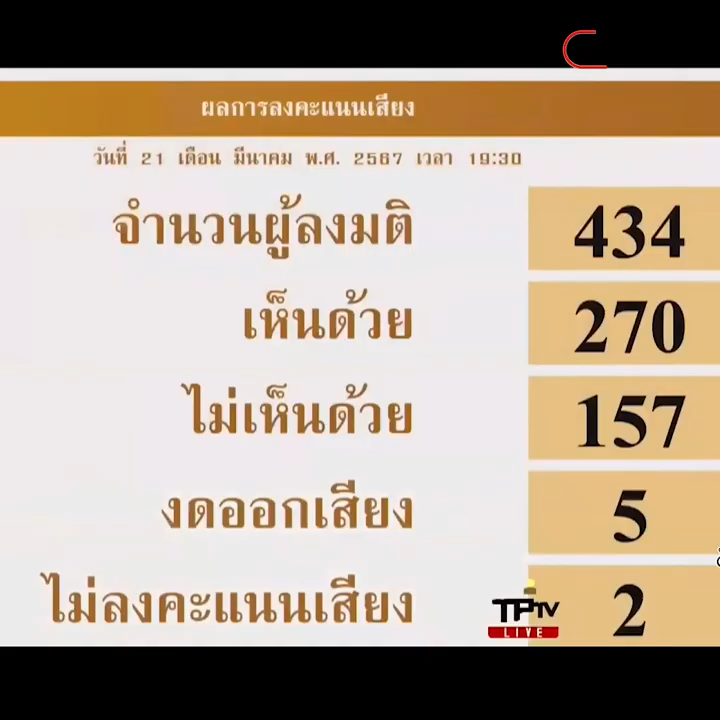 ผลการลงคะแนนเสียง
วันที่ 21 เดือน มีนาคม พ.ศ. 2567 เวลา 19:30
จำนวนผู้ลงมติ 434
เห็นด้วย 270
ไม่เห็นด้วย 157
งดออกเสียง 5
ไม่ลงคะแนนเสียง 2
TPTV
LIVE